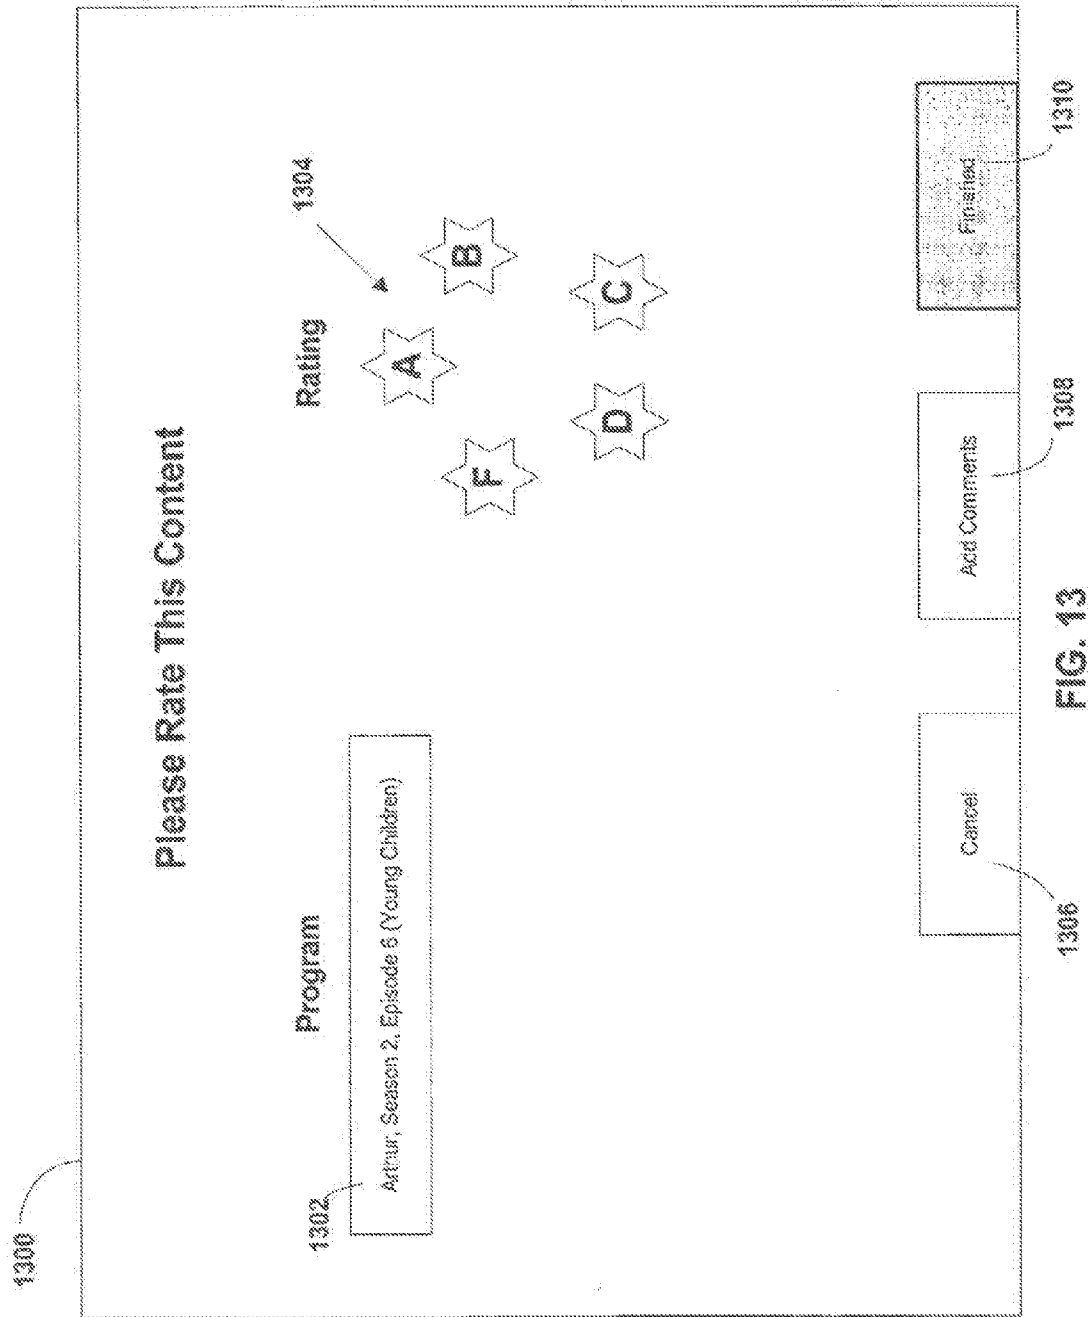 1300
Please Rate This Content
Program
Rating
1304
1302
Arthur, Season 2, Episode 6 (Young Children)
A
B
F
C
D
Cancel
Add Comments
Finished
1306
1308
1310
FIG. 13